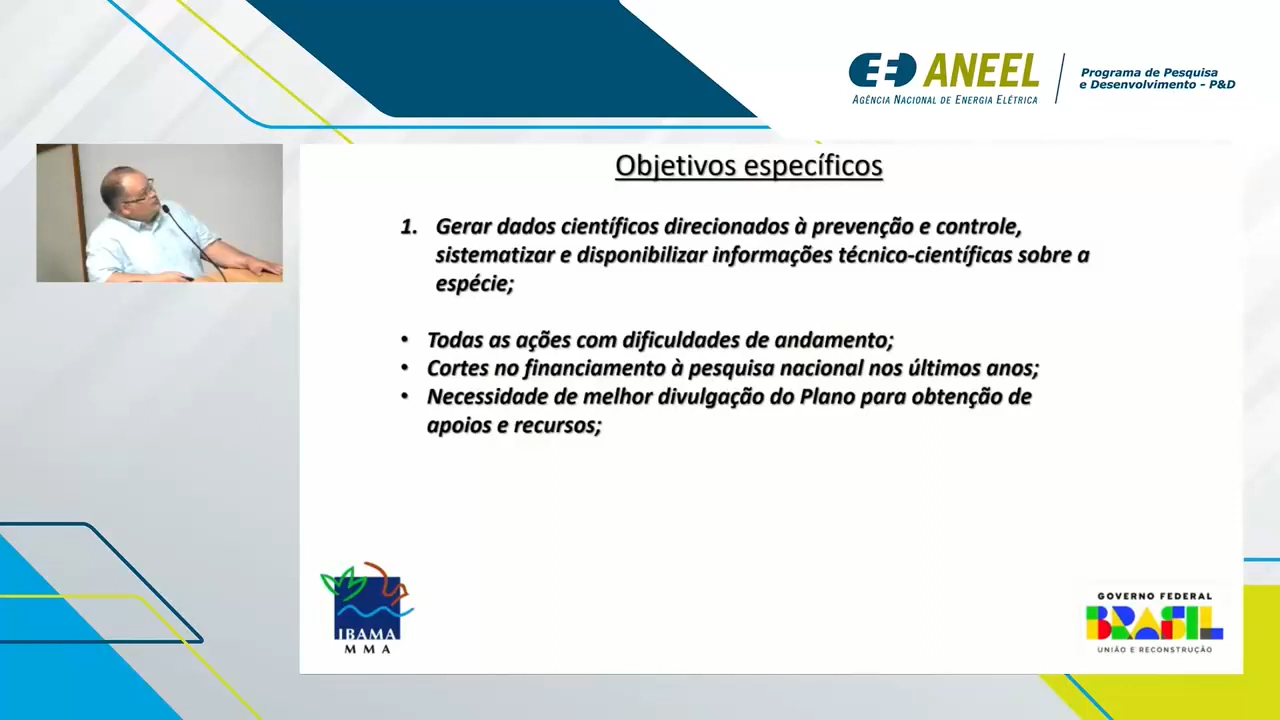 ANEEL
AGÊNCIA NACIONAL DE ENERGIA ELÉTRICA
Programa de Pesquisa
e Desenvolvimento - P&D
Objetivos específicos
1. Gerar dados científicos direcionados à prevenção e controle,
sistematizar e disponibilizar informações técnico-científicas sobre a
espécie;
• Todas as ações com dificuldades de andamento;
• Cortes no financiamento à pesquisa nacional nos últimos anos;
• Necessidade de melhor divulgação do Plano para obtenção de
apoios e recursos;
IBAMA
MMA
GOVERNO FEDERAL
BRASIL
UNIÃO E RECONSTRUÇÃO